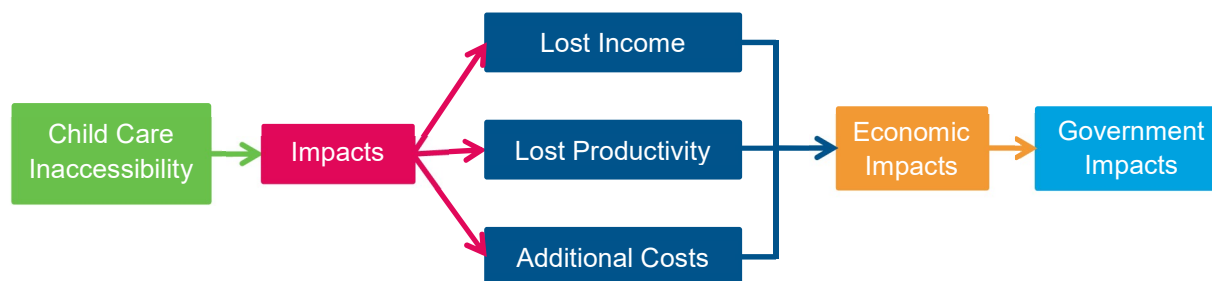 Child Care
Inaccessibility
Impacts
Lost Income
Lost Productivity
Additional Costs
Economic
Impacts
Government
Impacts